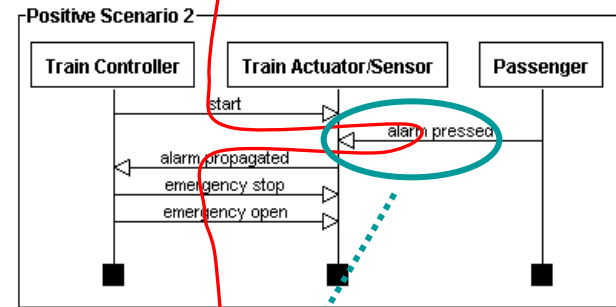 Positive Scenario 2
Train Controller Train Actuator/Sensor Passenger
start
alarm pressed
alarm propagated
emergency stop
emergency open